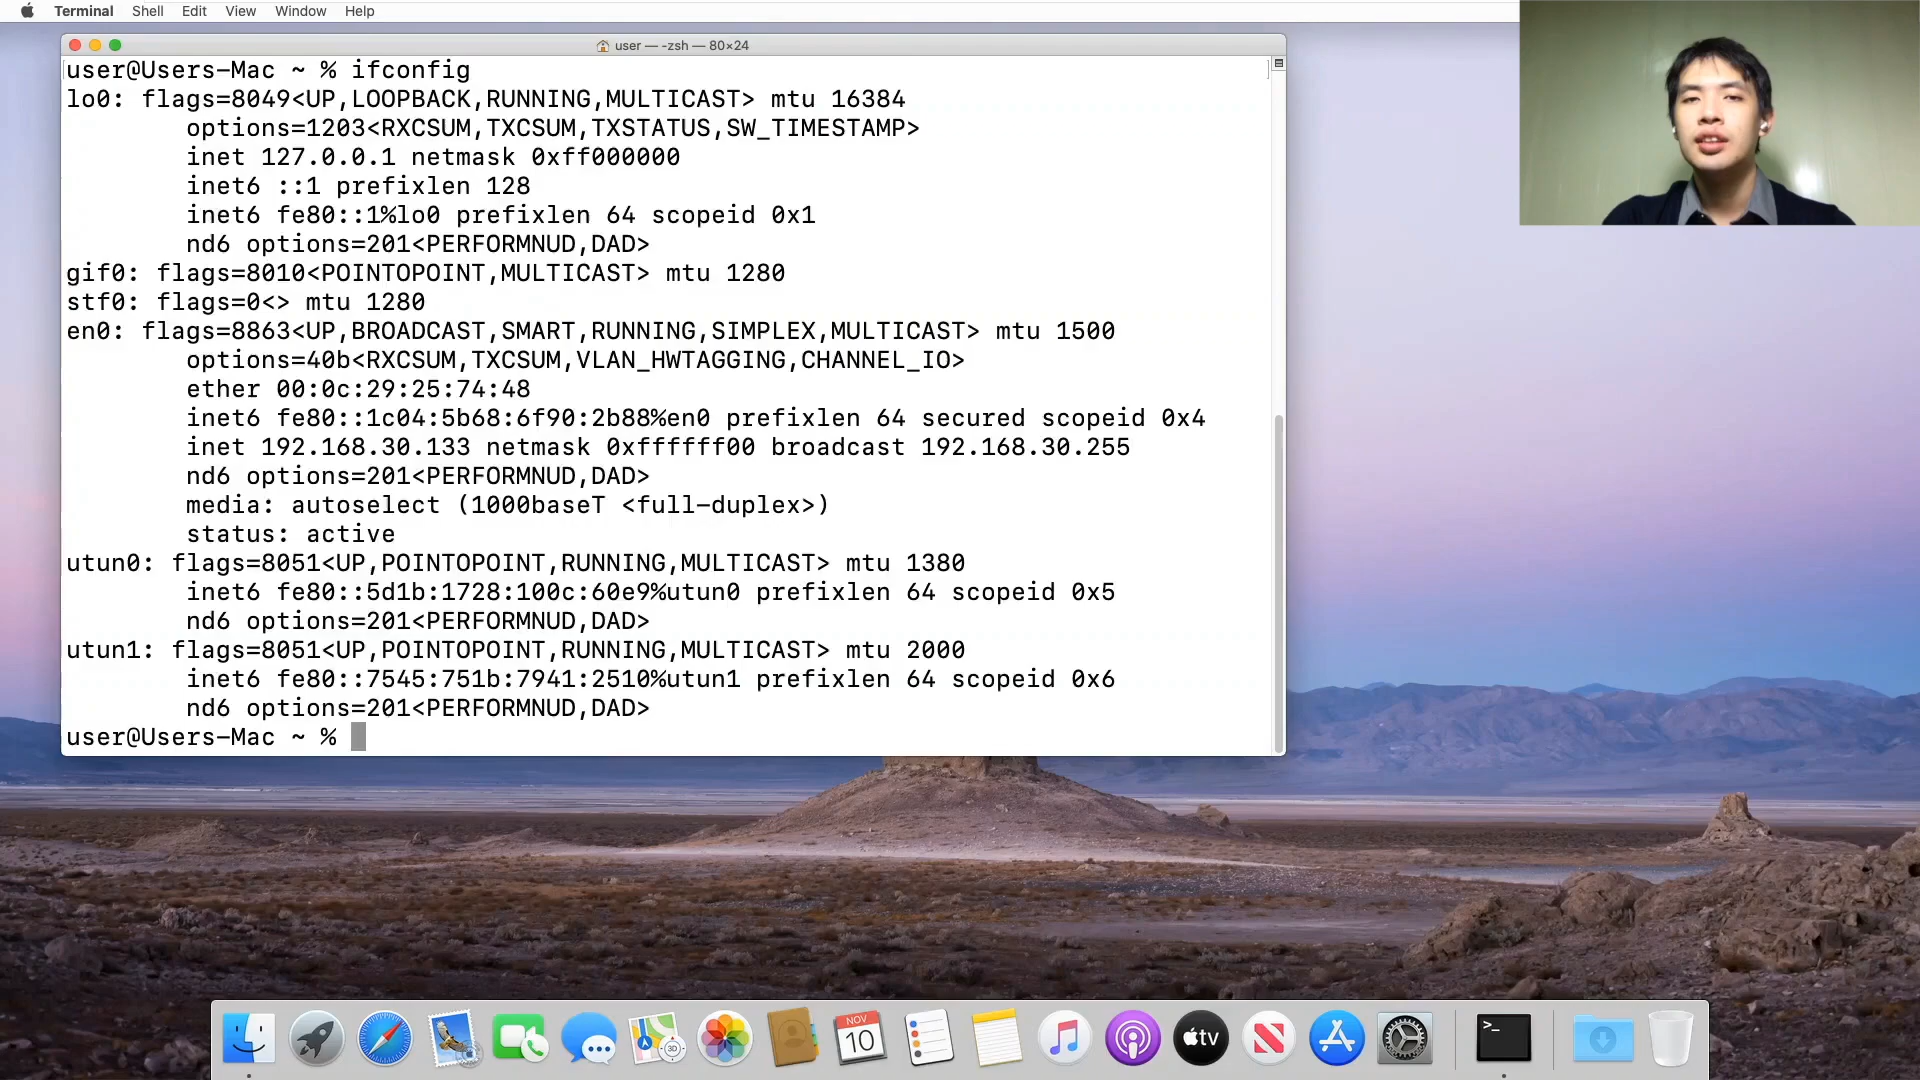 Terminal Shell Edit View Window Help
user — -zsh — 80×24
user@Users-Mac ~ % ifconfig
lo0: flags=8049<UP,LOOPBACK,RUNNING,MULTICAST> mtu 16384
options=1203<RXCSUM,TXCSUM,TXSTATUS,SW_TIMESTAMP>
inet 127.0.0.1 netmask 0xff000000
inet6 ::1 prefixlen 128
inet6 fe80::1%lo0 prefixlen 64 scopeid 0x1
nd6 options=201<PERFORMNUD,DAD>
gif0: flags=8010<POINTOPOINT,MULTICAST> mtu 1280
stf0: flags=0<> mtu 1280
en0: flags=8863<UP,BROADCAST,SMART,RUNNING,SIMPLEX,MULTICAST> mtu 1500
options=40b<RXCSUM,TXCSUM,VLAN_HWTAGGING,CHANNEL_IO>
ether 00:0c:29:25:74:48
inet6 fe80::1c04:5b68:6f90:2b88%en0 prefixlen 64 secured scopeid 0x4
inet 192.168.30.133 netmask 0xffffff00 broadcast 192.168.30.255
nd6 options=201<PERFORMNUD,DAD>
media: autoselect (1000baseT <full-duplex>)
status: active
utun0: flags=8051<UP,POINTOPOINT,RUNNING,MULTICAST> mtu 1380
inet6 fe80::5d1b:1728:100c:60e9%utun0 prefixlen 64 scopeid 0x5
nd6 options=201<PERFORMNUD,DAD>
utun1: flags=8051<UP,POINTOPOINT,RUNNING,MULTICAST> mtu 2000
inet6 fe80::7545:751b:7941:2510%utun1 prefixlen 64 scopeid 0x6
nd6 options=201<PERFORMNUD,DAD>
user@Users-Mac ~ %
3D
NOV
10
tv
>_